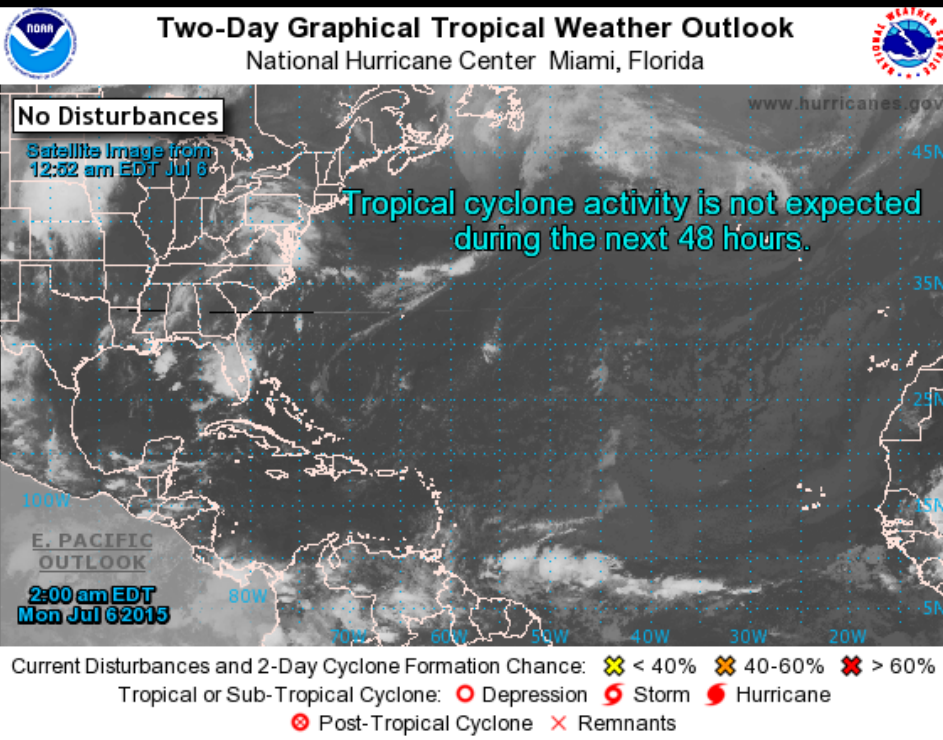 NOAA
Two-Day Graphical Tropical Weather Outlook
National Hurricane Center  Miami, Florida
NATIONAL WEATHER SERVICE
www.hurricanes.gov
No Disturbances
Satellite Image from
12:52 am EDT Jul 6
45N
Tropical cyclone activity is not expected
during the next 48 hours.
35N
25N
100W
15N
E. PACIFIC
OUTLOOK
2:00 am EDT
Mon Jul 6 2015
80W
5N
70W 60W 50W 40W 30W 20W
Current Disturbances and 2-Day Cyclone Formation Chance: < 40% 40-60% > 60%
Tropical or Sub-Tropical Cyclone: Depression Storm Hurricane
Post-Tropical Cyclone Remnants